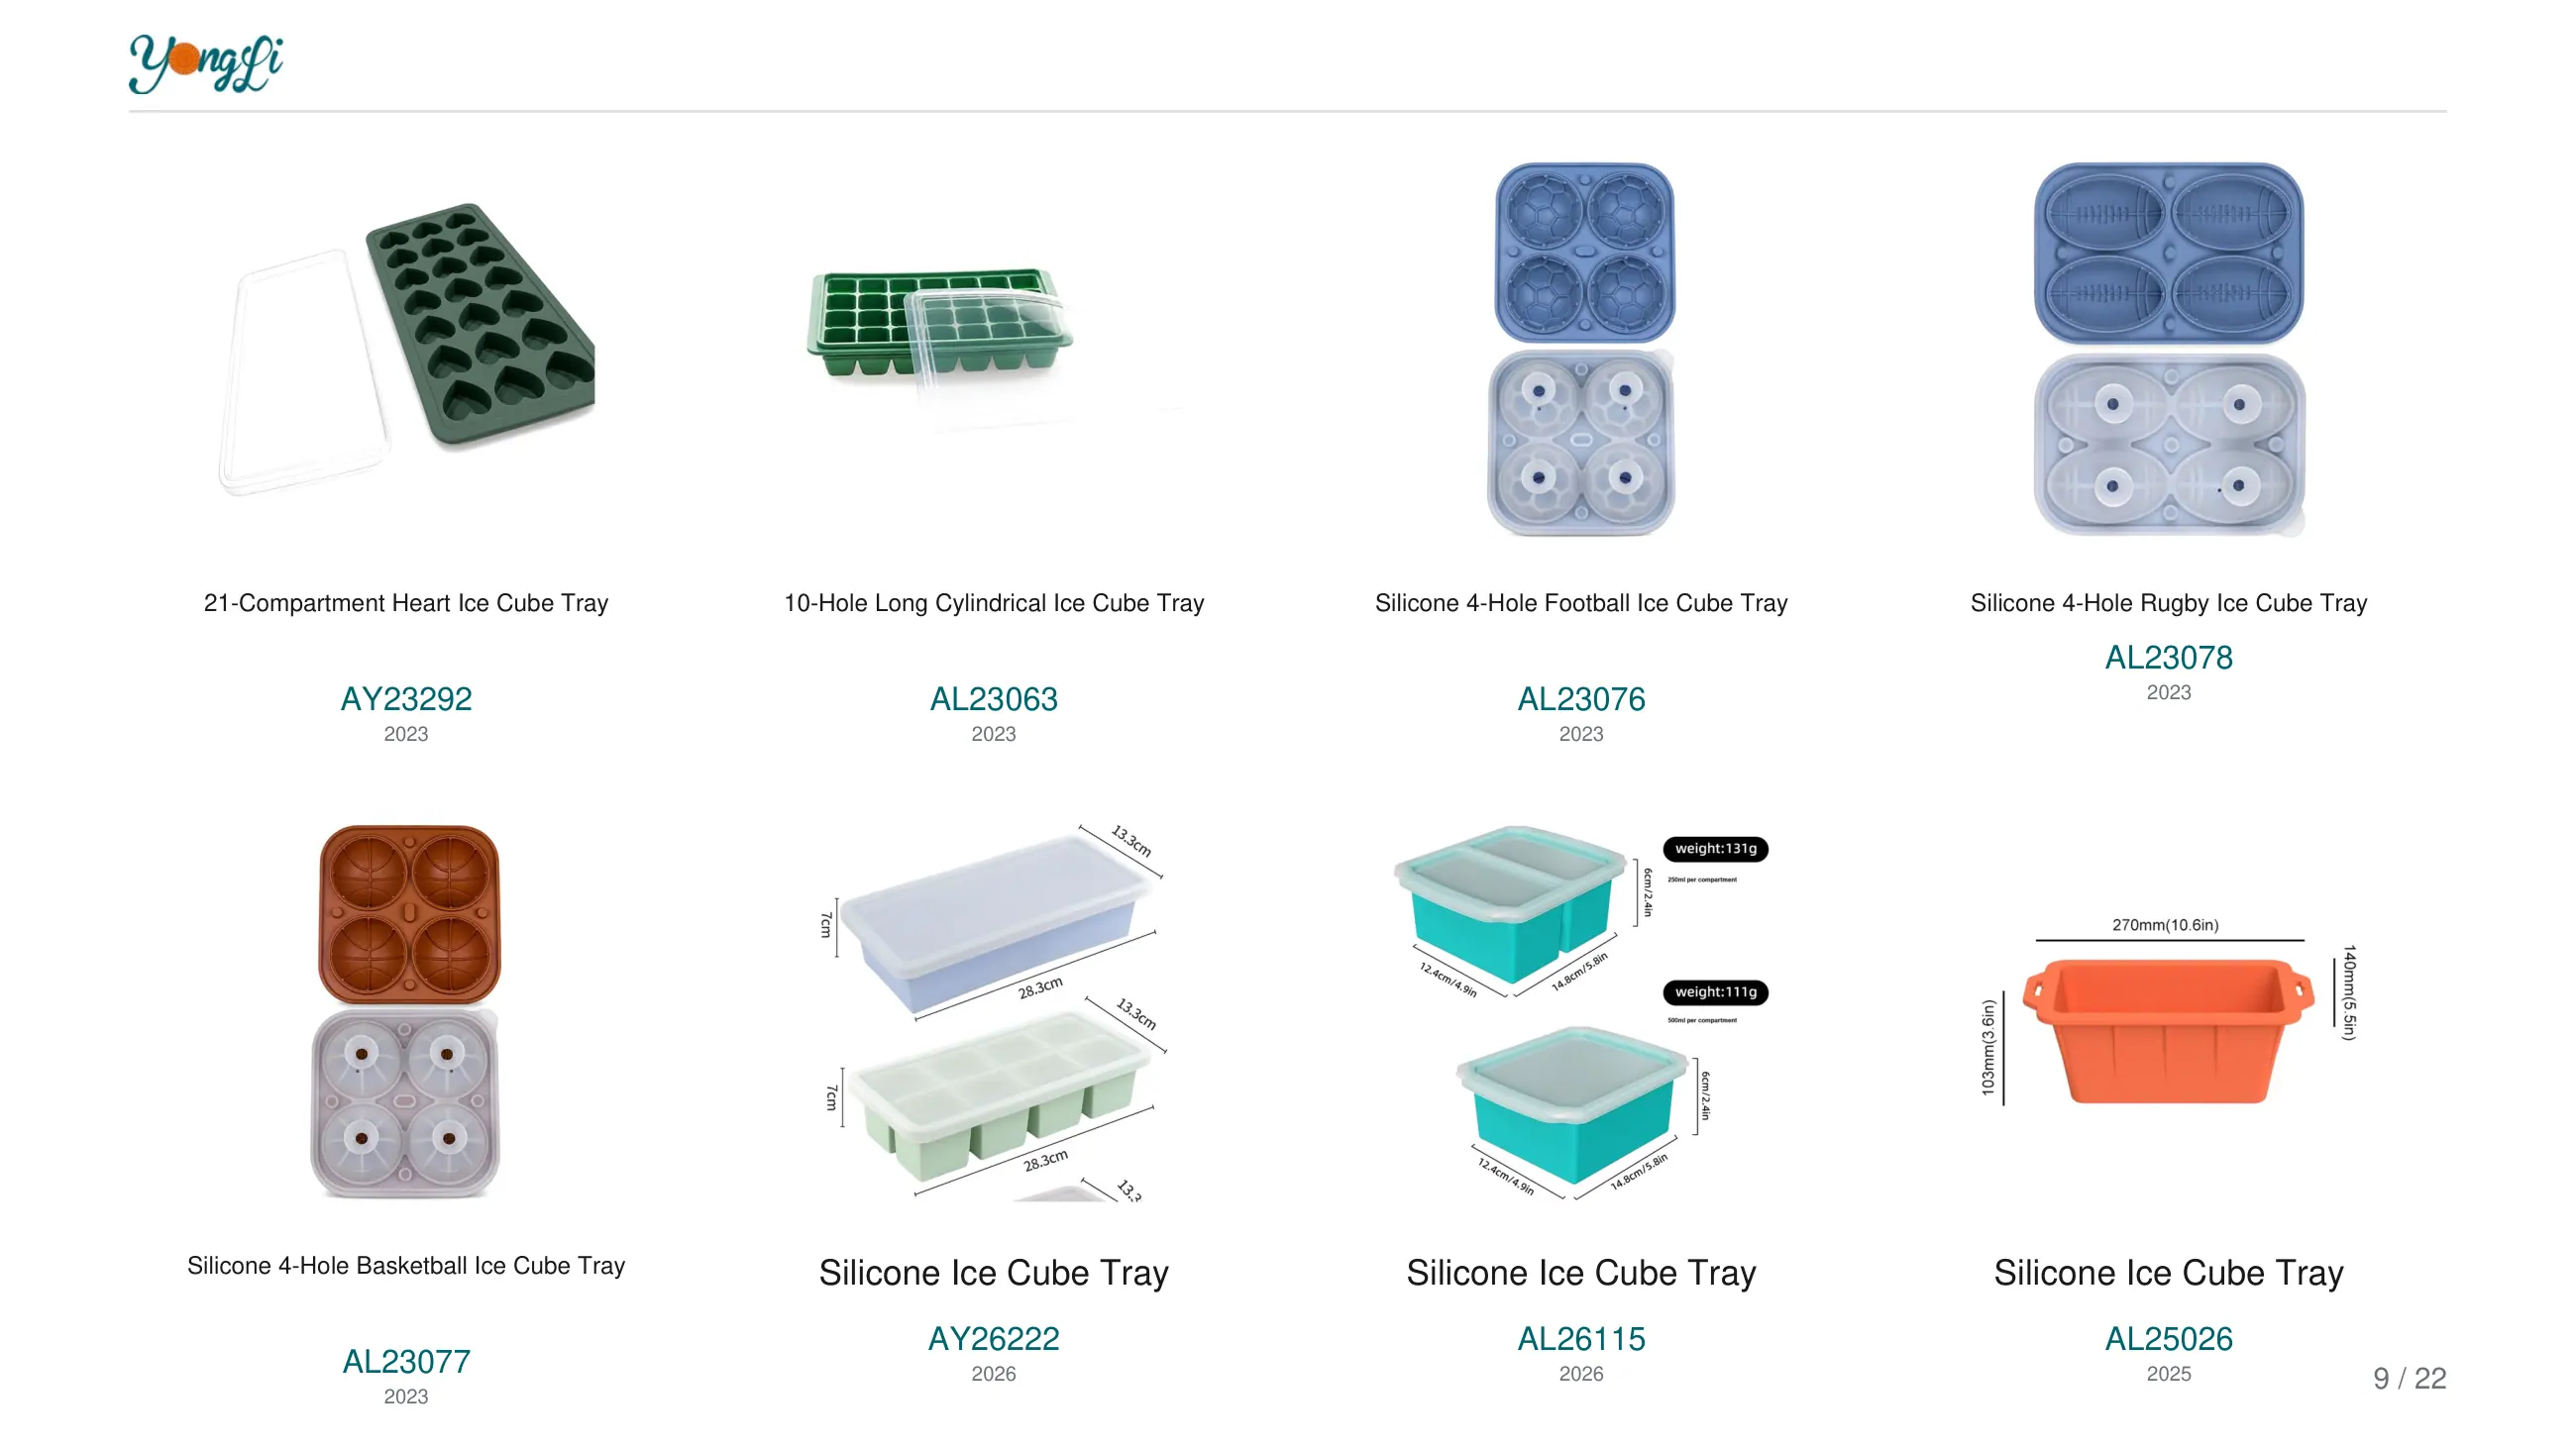 YongLi
21-Compartment Heart Ice Cube Tray
AY23292
2023
10-Hole Long Cylindrical Ice Cube Tray
AL23063
2023
Silicone 4-Hole Football Ice Cube Tray
AL23076
2023
Silicone 4-Hole Rugby Ice Cube Tray
AL23078
2023
Silicone 4-Hole Basketball Ice Cube Tray
AL23077
2023
13.3cm
7cm
28.3cm
13.3cm
7cm
28.3cm
13.3
Silicone Ice Cube Tray
AY26222
2026
weight:131g
250ml per compartment
6cm/2.4in
12.4cm/4.9in
14.8cm/5.8in
weight:111g
500ml per compartment
6cm/2.4in
12.4cm/4.9in
14.8cm/5.8in
Silicone Ice Cube Tray
AL26115
2026
270mm(10.6in)
140mm(5.5in)
103mm(3.6in)
Silicone Ice Cube Tray
AL25026
2025
9 / 22